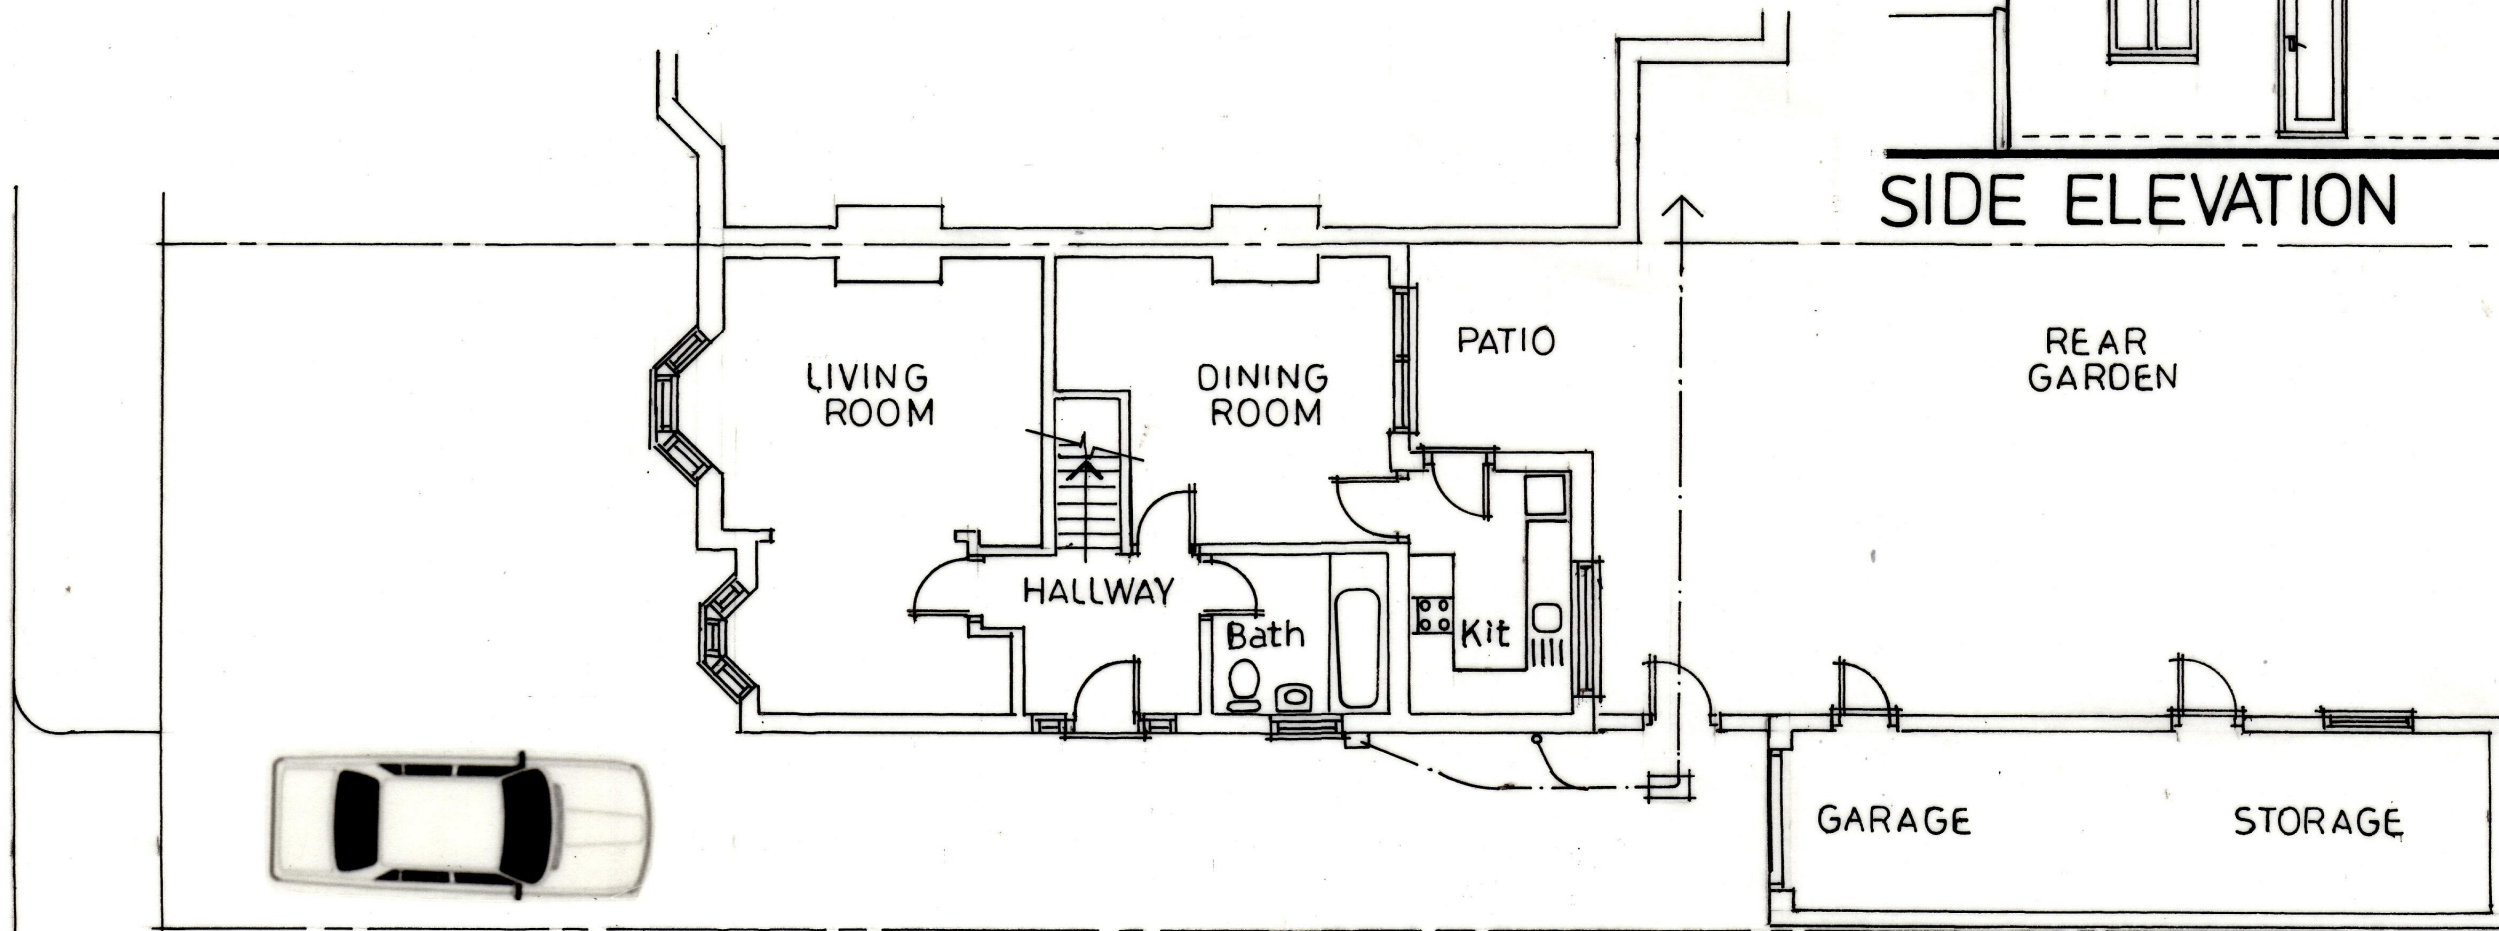 SIDE ELEVATION
PATIO
REAR
GARDEN
LIVING
ROOM
DINING
ROOM
HALLWAY
Bath
Kit
GARAGE
STORAGE